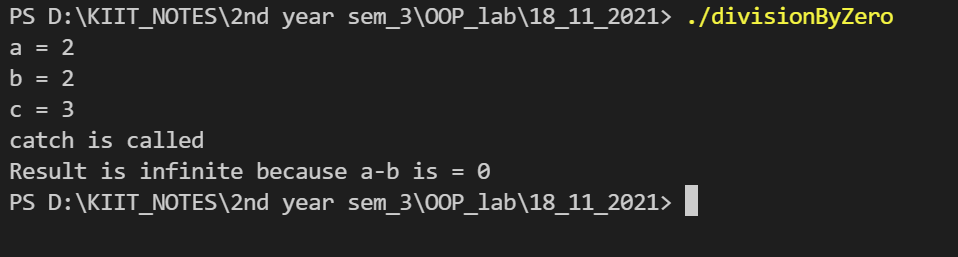 PS D:\KIIT_NOTES\2nd year sem_3\OOP_lab\18_11_2021> ./divisionByZero
a = 2
b = 2
c = 3
catch is called
Result is infinite because a-b is = 0
PS D:\KIIT_NOTES\2nd year sem_3\OOP_lab\18_11_2021>